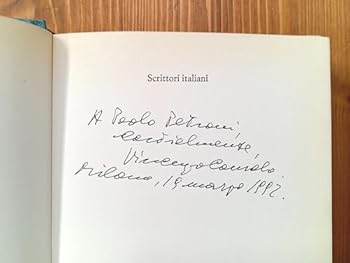 Scrittori italiani
A Paolo Petroni,
cordialmente,
Vincenzo Consolo.
Milano, 19 marzo 1992.